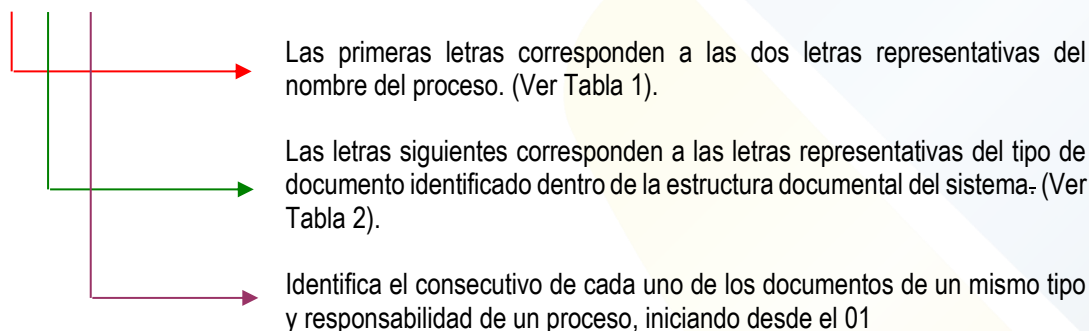 Las primeras letras corresponden a las dos letras representativas del
nombre del proceso. (Ver Tabla 1).
Las letras siguientes corresponden a las letras representativas del tipo de
documento identificado dentro de la estructura documental del sistema. (Ver
Tabla 2).
Identifica el consecutivo de cada uno de los documentos de un mismo tipo
y responsabilidad de un proceso, iniciando desde el 01